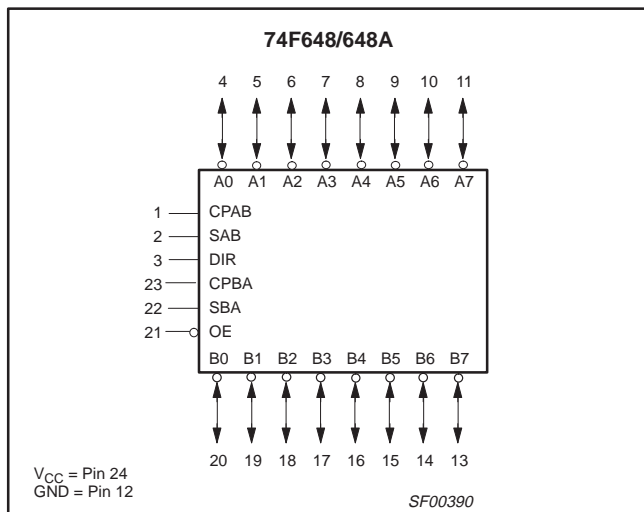 74F648/648A
4 5 6 7 8 9 10 11
A0 A1 A2 A3 A4 A5 A6 A7
1 CPAB
2 SAB
3 DIR
23 CPBA
22 SBA
21 OE
B0 B1 B2 B3 B4 B5 B6 B7
20 19 18 17 16 15 14 13
VCC = Pin 24
GND = Pin 12
SF00390